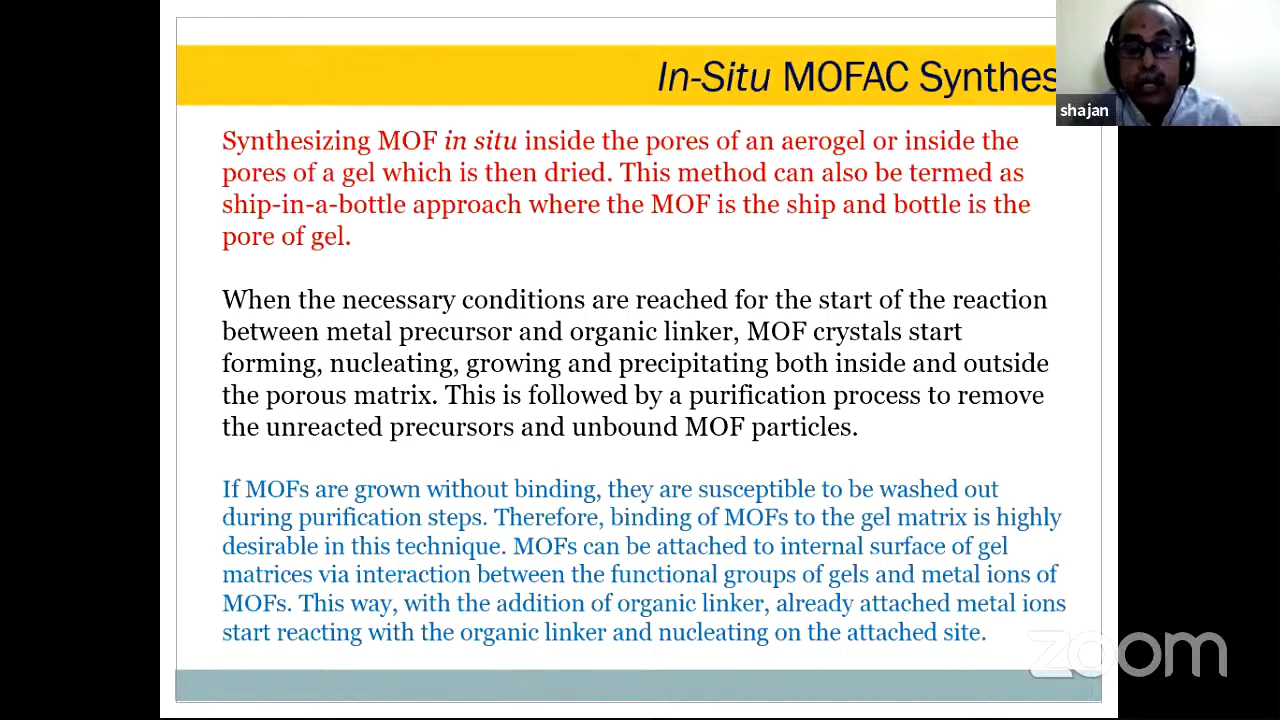 In-Situ MOFAC Synthes
shajan
Synthesizing MOF in situ inside the pores of an aerogel or inside the
pores of a gel which is then dried. This method can also be termed as
ship-in-a-bottle approach where the MOF is the ship and bottle is the
pore of gel.
When the necessary conditions are reached for the start of the reaction
between metal precursor and organic linker, MOF crystals start
forming, nucleating, growing and precipitating both inside and outside
the porous matrix. This is followed by a purification process to remove
the unreacted precursors and unbound MOF particles.
If MOFs are grown without binding, they are susceptible to be washed out
during purification steps. Therefore, binding of MOFs to the gel matrix is highly
desirable in this technique. MOFs can be attached to internal surface of gel
matrices via interaction between the functional groups of gels and metal ions of
MOFs. This way, with the addition of organic linker, already attached metal ions
start reacting with the organic linker and nucleating on the attached site.
zoom